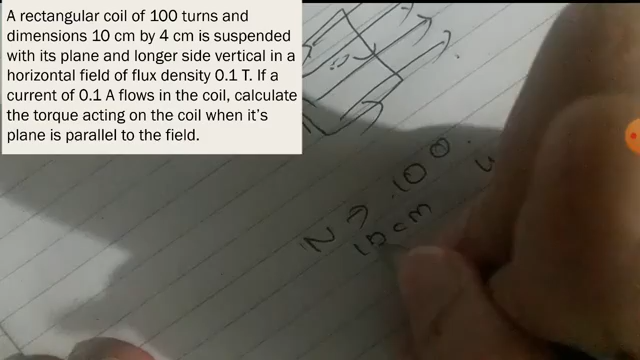 A rectangular coil of 100 turns and
dimensions 10 cm by 4 cm is suspended
with its plane and longer side vertical in a
horizontal field of flux density 0.1 T. If a
current of 0.1 A flows in the coil, calculate
the torque acting on the coil when it's
plane is parallel to the field.
N → 100.
10 cm